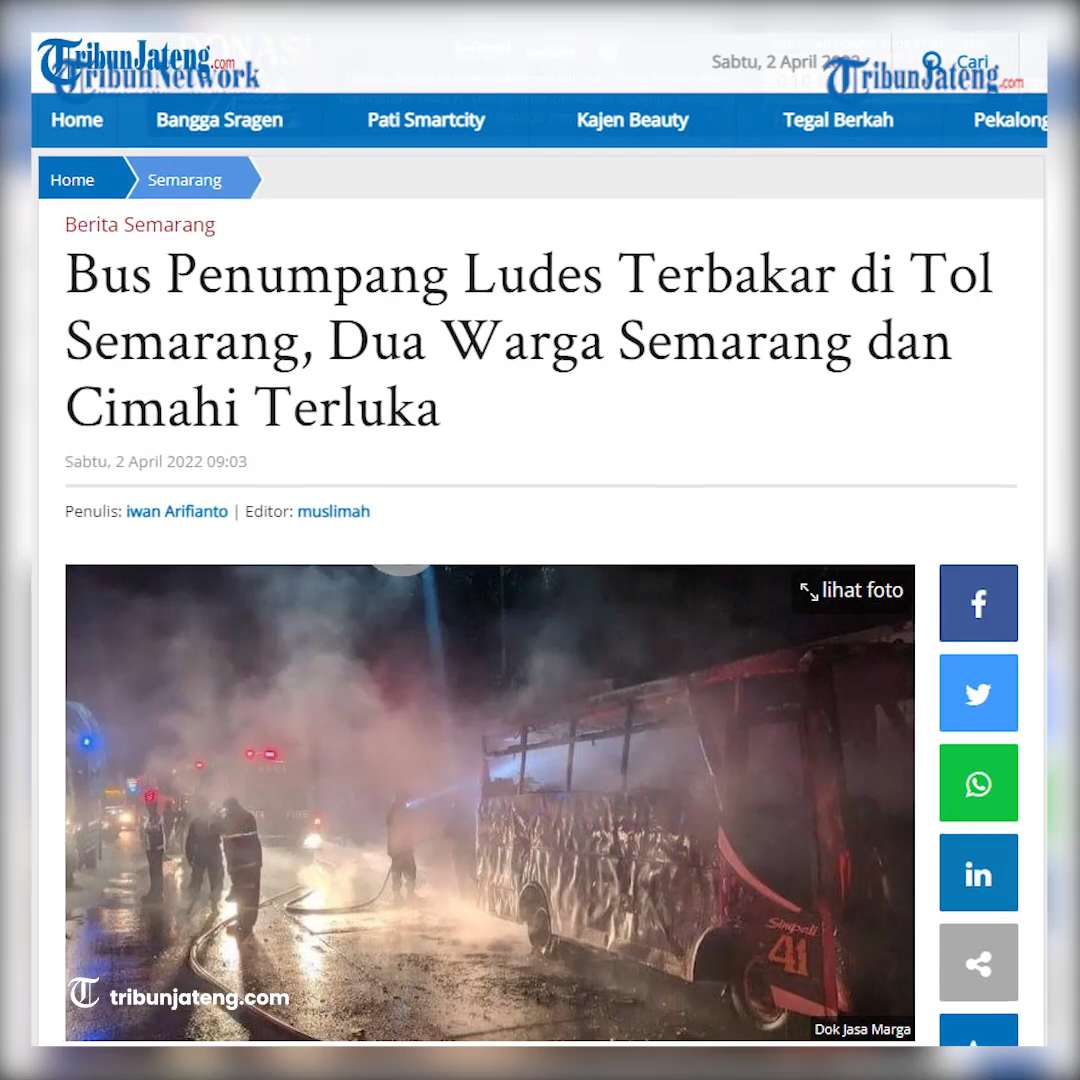 TribunJateng.com
TribunNetwork
Sabtu, 2 April
Cari
TribunJateng.com
Home
Bangga Sragen
Pati Smartcity
Kajen Beauty
Tegal Berkah
Pekalong
Home
Semarang
Berita Semarang
Bus Penumpang Ludes Terbakar di Tol
Semarang, Dua Warga Semarang dan
Cimahi Terluka
Sabtu, 2 April 2022 09:03
Penulis: iwan Arifianto | Editor: muslimah
lihat foto
41
tribunjateng.com
Dok Jasa Marga